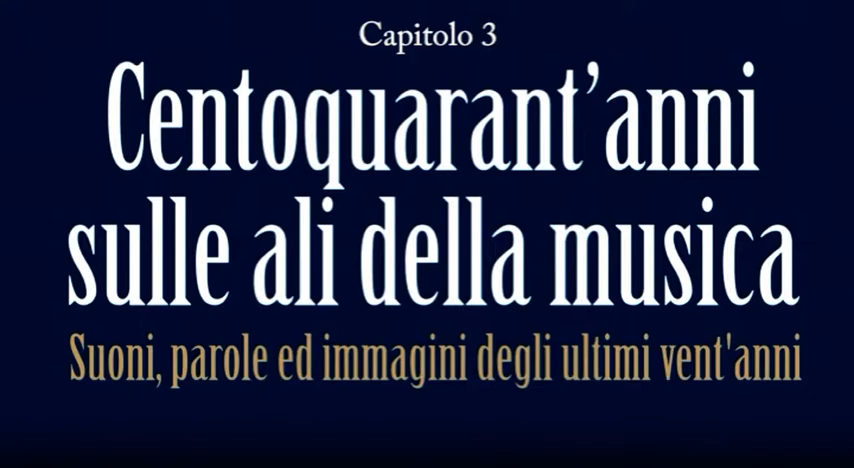 Capitolo 3
Centoquarant’anni
sulle ali della musica
Suoni, parole ed immagini degli ultimi vent'anni